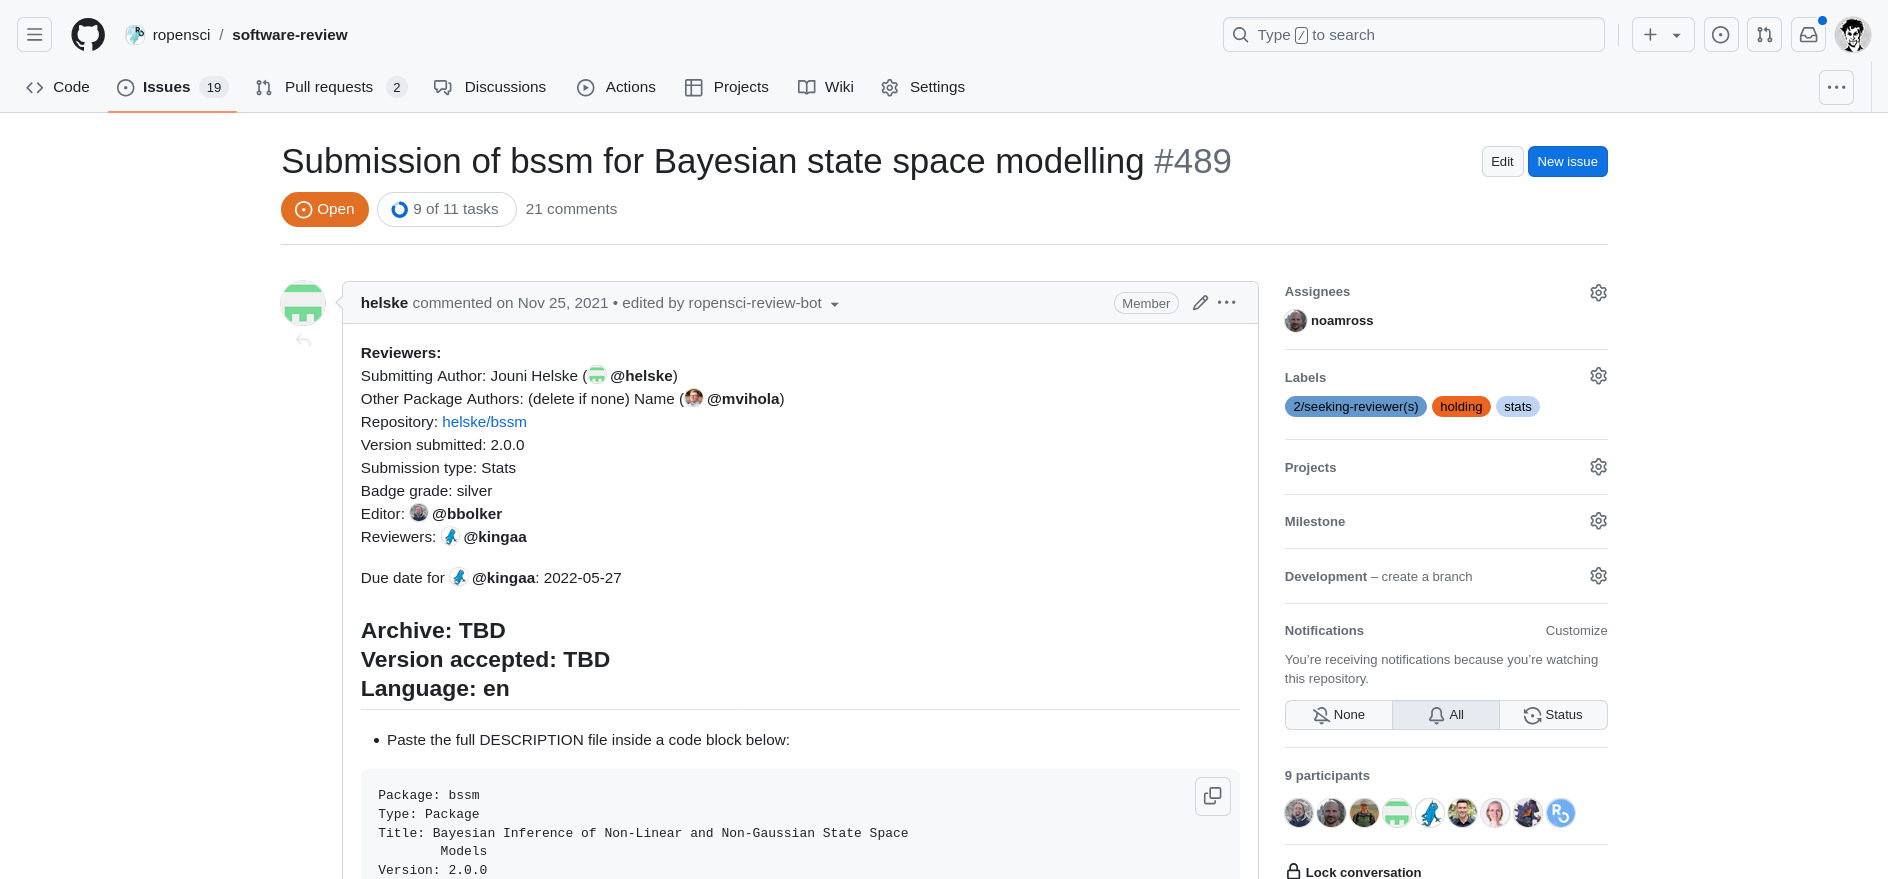 ropensci / software-review
Type / to search
Code
Issues 19
Pull requests 2
Discussions
Actions
Projects
Wiki
Settings
Submission of bssm for Bayesian state space modelling #489
Edit
New issue
Open
9 of 11 tasks
21 comments
helske commented on Nov 25, 2021 • edited by ropensci-review-bot
Member
Reviewers:
Submitting Author: Jouni Helske (@helske)
Other Package Authors: (delete if none) Name (@mvihola)
Repository: helske/bssm
Version submitted: 2.0.0
Submission type: Stats
Badge grade: silver
Editor: @bbolker
Reviewers: @kingaa
Due date for @kingaa: 2022-05-27
Archive: TBD
Version accepted: TBD
Language: en
• Paste the full DESCRIPTION file inside a code block below:
Package: bssm
Type: Package
Title: Bayesian Inference of Non-Linear and Non-Gaussian State Space
Models
Version: 2.0.0
Assignees
noamross
Labels
2/seeking-reviewer(s) holding stats
Projects
Milestone
Development – create a branch
Notifications
Customize
You’re receiving notifications because you’re watching
this repository.
None
All
Status
9 participants
Lock conversation